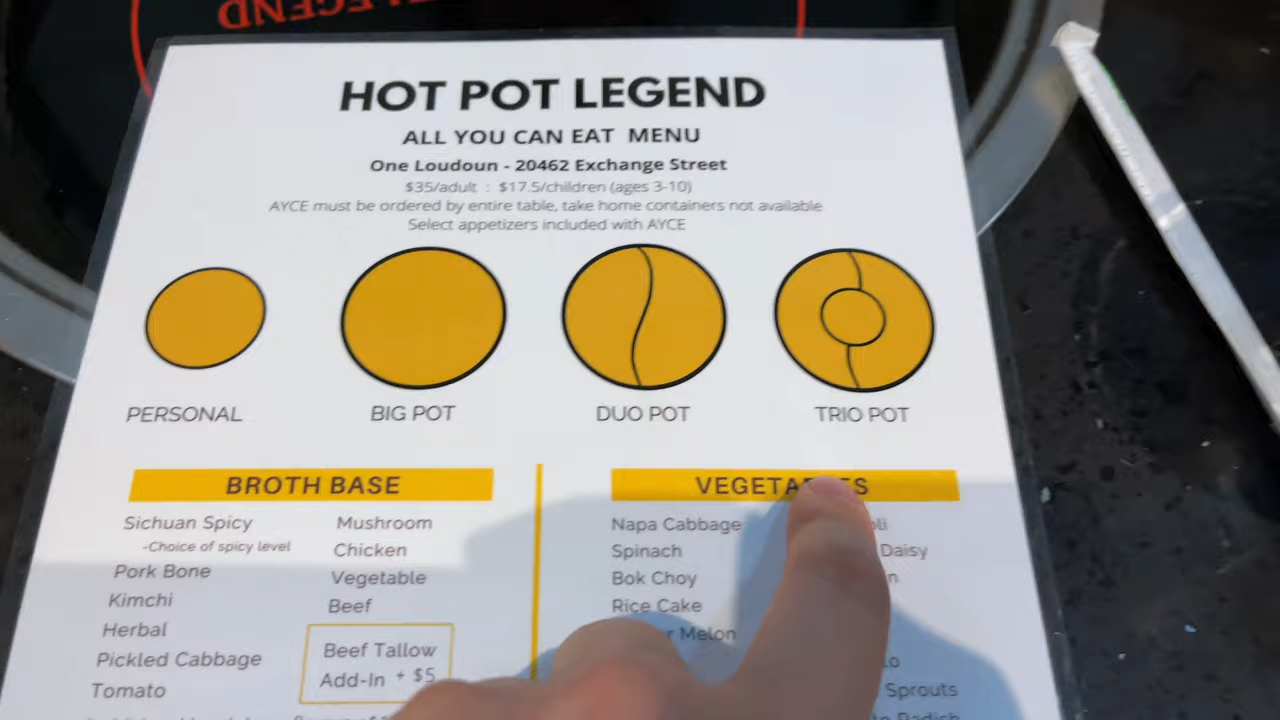 LEGEND
HOT POT LEGEND
ALL YOU CAN EAT MENU
One Loudoun - 20462 Exchange Street
$35/adult : $17.5/children (ages 3-10)
AYCE must be ordered by entire table, take home containers not available
Select appetizers included with AYCE
PERSONAL
BIG POT
DUO POT
TRIO POT
BROTH BASE
Sichuan Spicy
-Choice of spicy level
Pork Bone
Kimchi
Herbal
Pickled Cabbage
Tomato
Mushroom
Chicken
Vegetable
Beef
Beef Tallow
Add-In + $5
Napa Cabbage
Spinach
Bok Choy
Rice Cake
Melon
Daisy
Sprouts